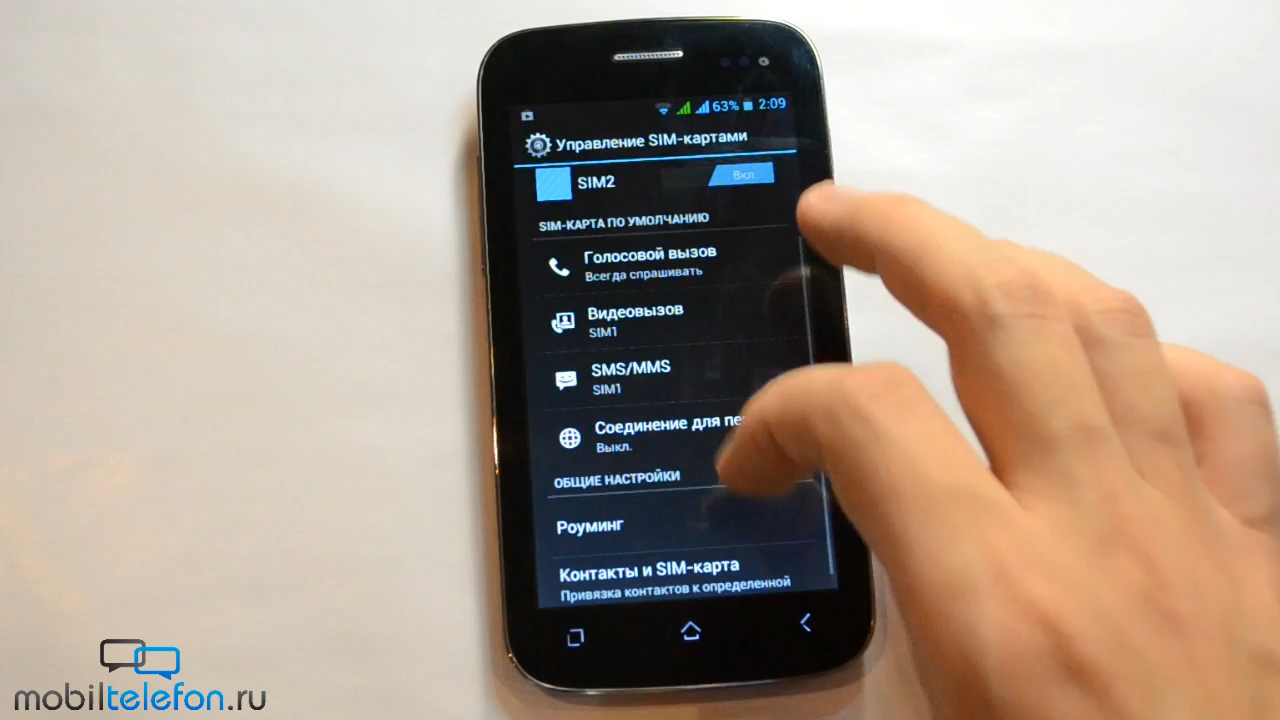 63% 2:09
Управление SIM-картами
SIM2 Вкл.
SIM-КАРТА ПО УМОЛЧАНИЮ
Голосовой вызов
Всегда спрашивать
Видеовызов
SIM1
SMS/MMS
SIM1
Соединение для
Выкл.
ОБЩИЕ НАСТРОЙКИ
Роуминг
Контакты и SIM-карта
Привязка контактов к определенной
mobiltelefon.ru